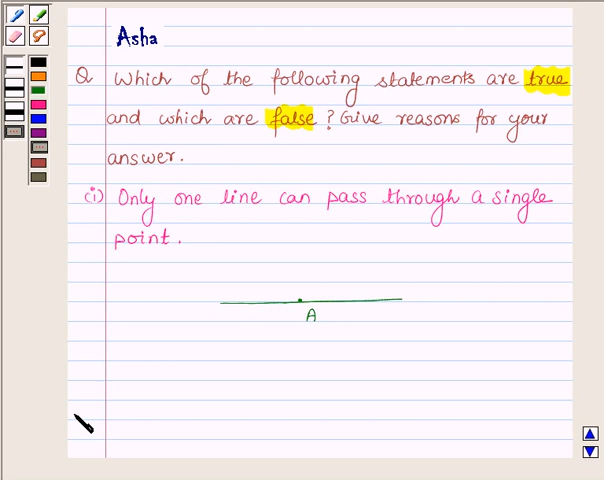 Asha
Q Which of the following statements are true
and which are false? Give reasons for your
answer.
(i) Only one line can pass through a single
point.
A